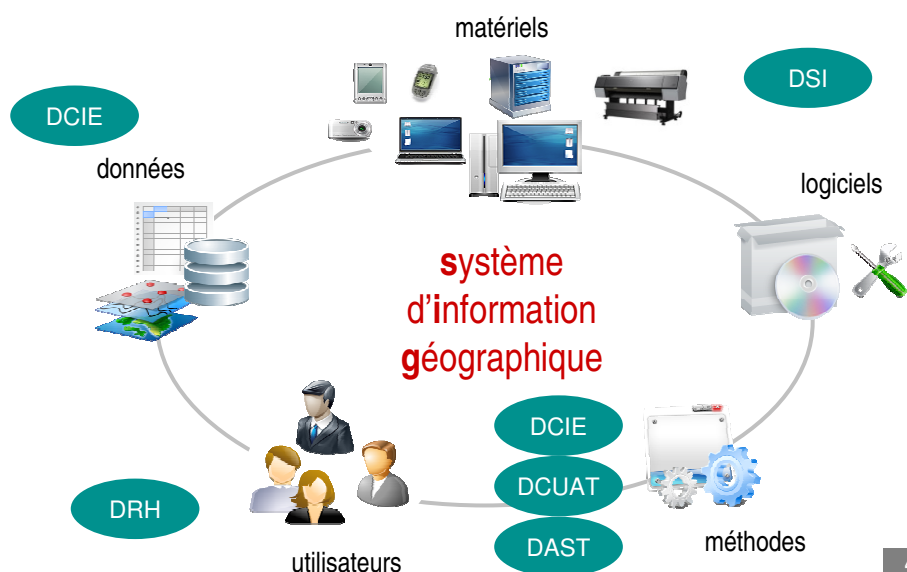 matériels
DSI
DCIE
données
logiciels
système
d'information
géographique
DCIE
DCUAT
DRH
DAST
méthodes
utilisateurs